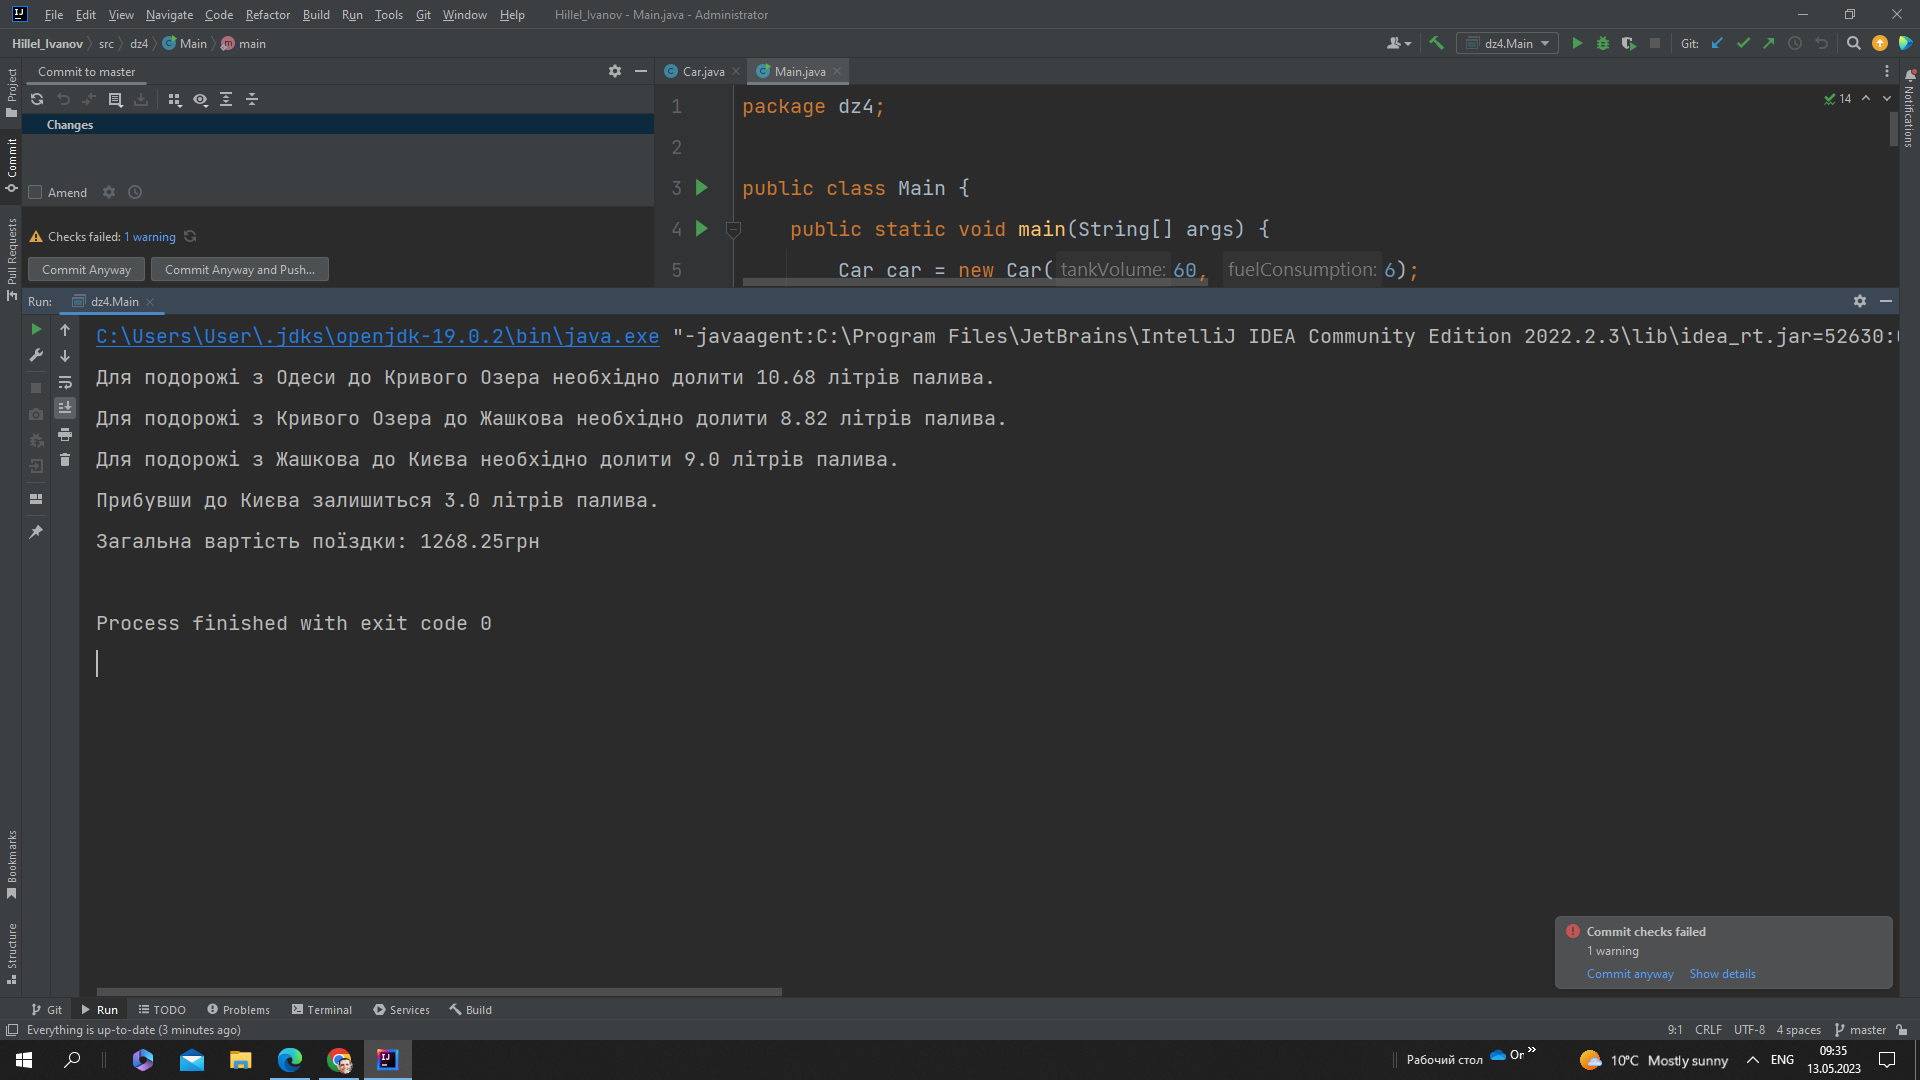 File Edit View Navigate Code Refactor Build Run Tools Git Window Help Hillel_Ivanov - Main.java - Administrator
Hillel_Ivanov src dz4 Main main dz4.Main Git:
Project
Commit to master
Changes
Commit
Amend
Pull Requests
Checks failed: 1 warning
Commit Anyway Commit Anyway and Push...
Car.java Main.java
14
Notifications
1 package dz4;
2
3 public class Main {
4 public static void main(String[] args) {
5 Car car = new Car( tankVolume: 60, fuelConsumption: 6);
Run: dz4.Main
C:\Users\User\.jdks\openjdk-19.0.2\bin\java.exe "-javaagent:C:\Program Files\JetBrains\IntelliJ IDEA Community Edition 2022.2.3\lib\idea_rt.jar=52630:
Для подорожі з Одеси до Кривого Озера необхідно долити 10.68 літрів палива.
Для подорожі з Кривого Озера до Жашкова необхідно долити 8.82 літрів палива.
Для подорожі з Жашкова до Києва необхідно долити 9.0 літрів палива.
Прибувши до Києва залишиться 3.0 літрів палива.
Загальна вартість поїздки: 1268.25грн
Process finished with exit code 0
Bookmarks
Structure
Commit checks failed
1 warning
Commit anyway Show details
Git Run TODO Problems Terminal Services Build
Everything is up-to-date (3 minutes ago) 9:1 CRLF UTF-8 4 spaces master
Рабочий стол 10°C Mostly sunny ENG 09:35
13.05.2023